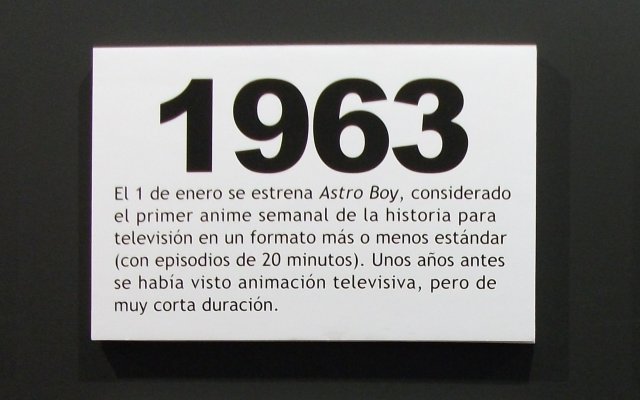 1963
El 1 de enero se estrena Astro Boy, considerado
el primer anime semanal de la historia para
televisión en un formato más o menos estándar
(con episodios de 20 minutos). Unos años antes
se había visto animación televisiva, pero de
muy corta duración.